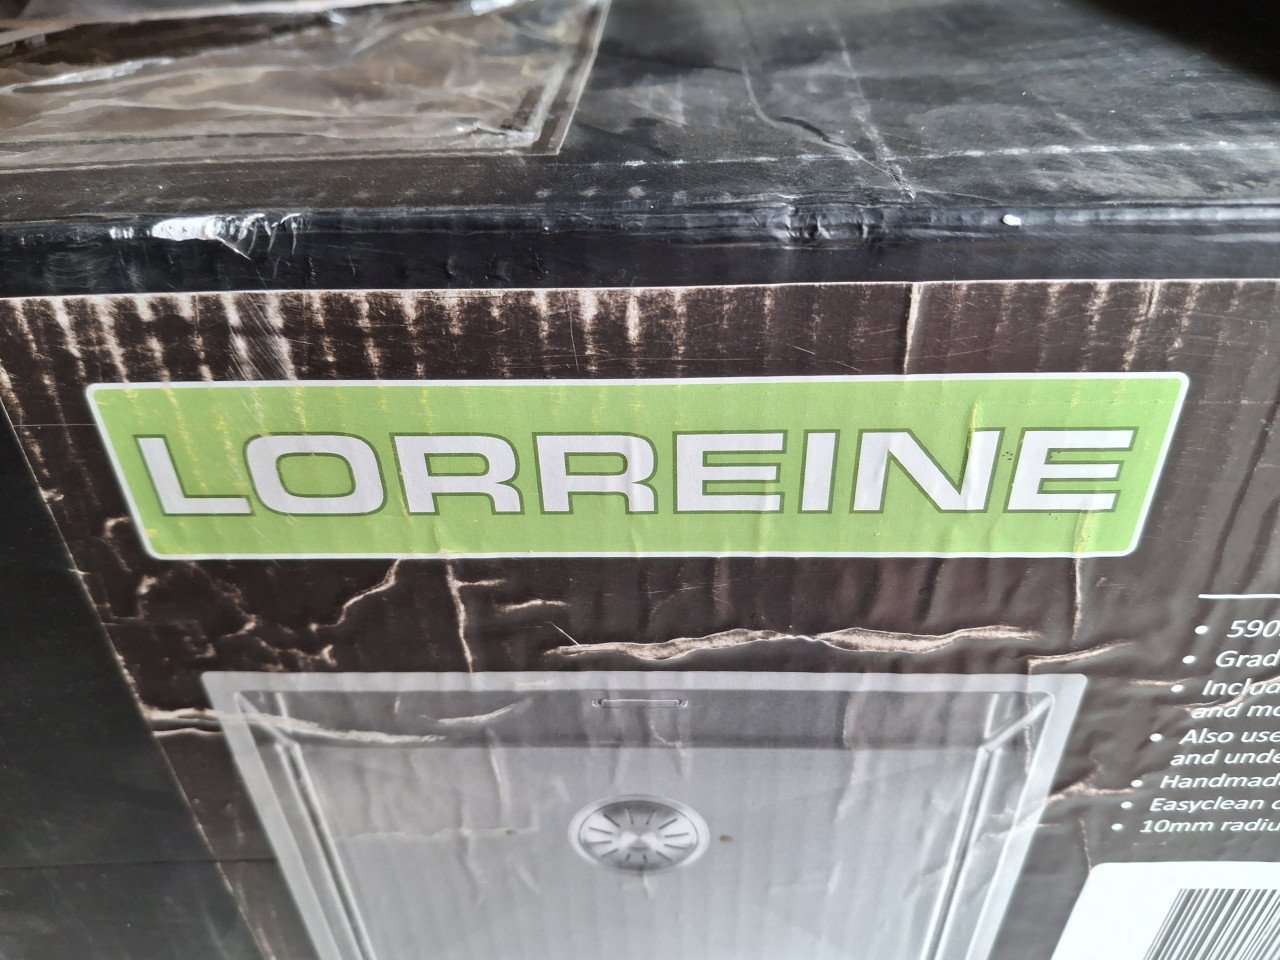 LORREINE
• 590
• Grad
• Includ
and mo
• Also use
and unde
• Handmad
• Easyclean
• 10mm radiu